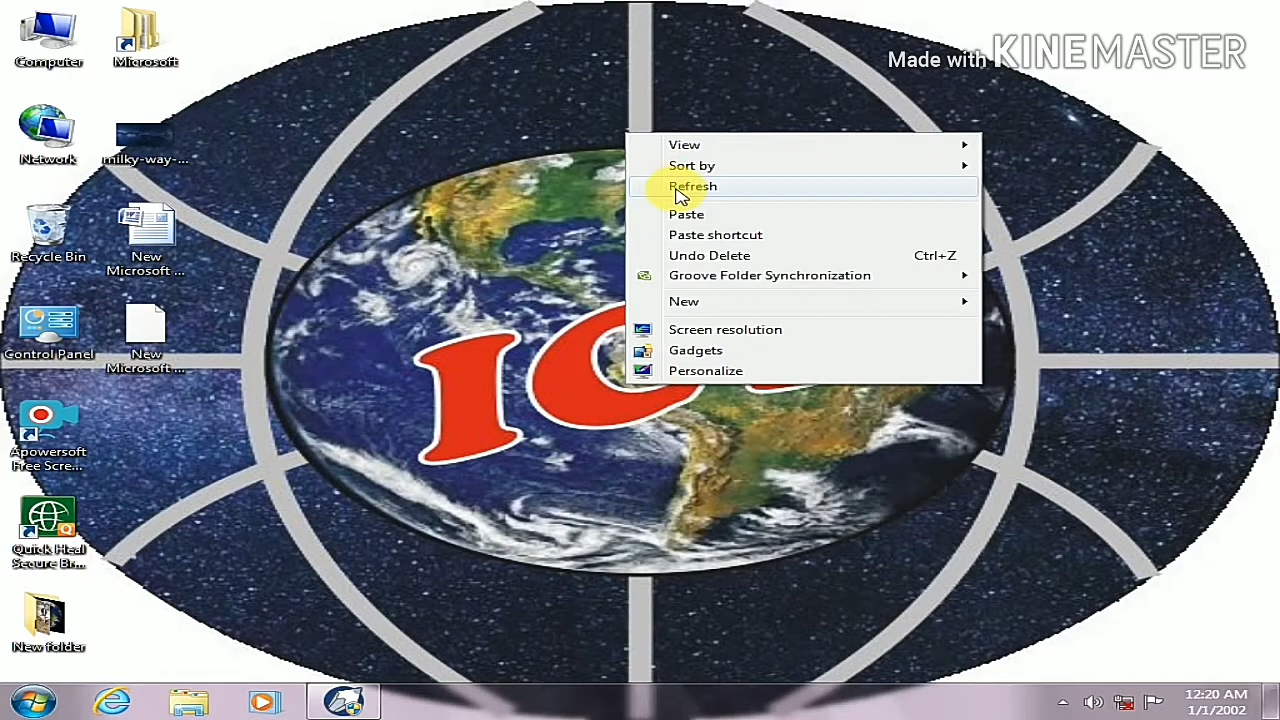 Computer
Microsoft
Made with KINEMASTER
Network
milky-way-...
View
Sort by
Refresh
Paste
Paste shortcut
Undo Delete Ctrl+Z
Groove Folder Synchronization
New
Screen resolution
Gadgets
Personalize
Recycle Bin
New
Microsoft ...
Control Panel
New
Microsoft ...
Apowersoft
Free Scre...
Quick Heal
Secure Br...
New folder
12:20 AM
1/1/2002